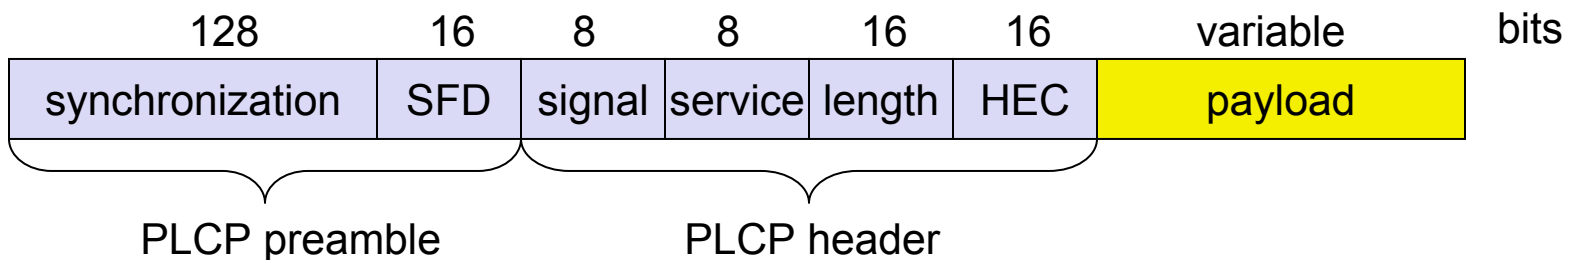 128 16 8 8 16 16 variable bits
synchronization SFD signal service length HEC payload
PLCP preamble PLCP header